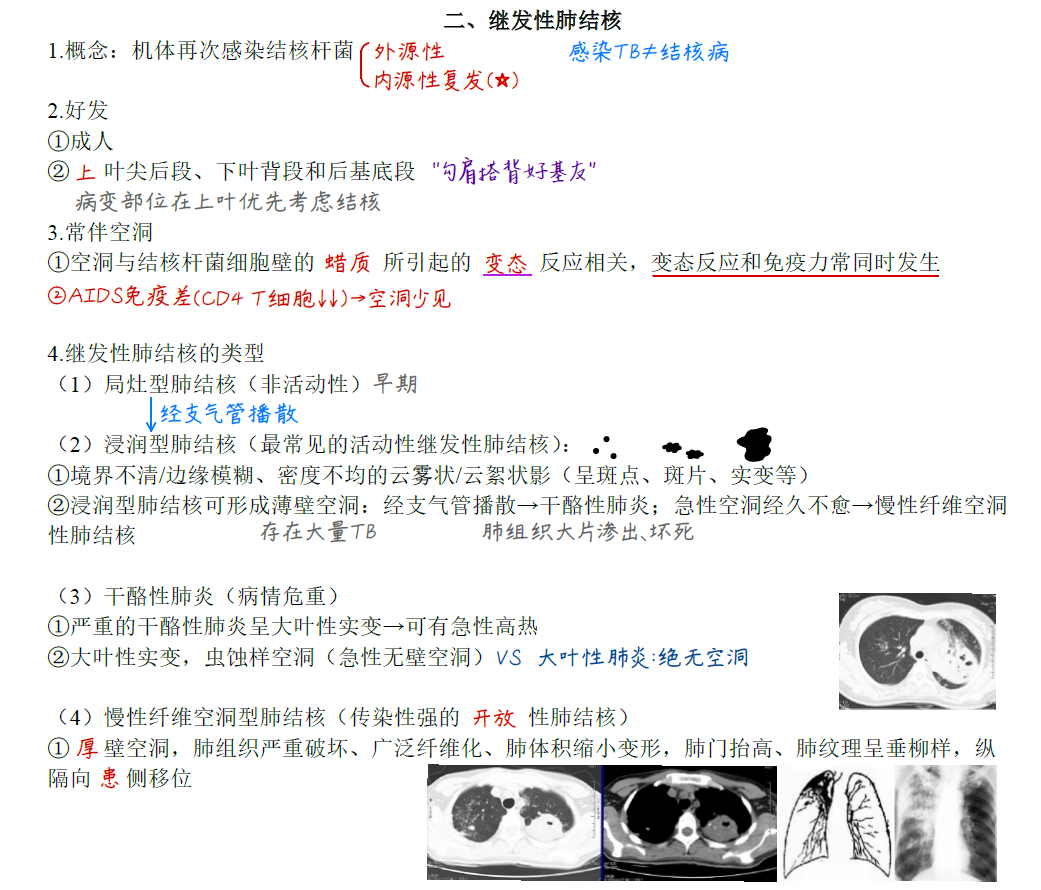 二、继发性肺结核
1.概念：机体再次感染结核杆菌 外源性 感染TB≠结核病
内源性复发(☆)
2.好发
①成人
②上叶尖后段、下叶背段和后基底段 "勾肩搭背好基友"
病变部位在上叶优先考虑结核
3.常伴空洞
①空洞与结核杆菌细胞壁的 蜡质 所引起的 变态 反应相关，变态反应和免疫力常同时发生
②AIDS免疫差(CD4 T细胞↓↓)→空洞少见
4.继发性肺结核的类型
（1）局灶型肺结核（非活动性）早期
↓经支气管播散
（2）浸润型肺结核（最常见的活动性继发性肺结核）：
①境界不清/边缘模糊、密度不均的云雾状/云絮状影（呈斑点、斑片、实变等）
②浸润型肺结核可形成薄壁空洞：经支气管播散→干酪性肺炎；急性空洞经久不愈→慢性纤维空洞
性肺结核 存在大量TB 肺组织大片渗出、坏死
（3）干酪性肺炎（病情危重）
①严重的干酪性肺炎呈大叶性实变→可有急性高热
②大叶性实变，虫蚀样空洞（急性无壁空洞）VS 大叶性肺炎:绝无空洞
（4）慢性纤维空洞型肺结核（传染性强的 开放 性肺结核）
①厚壁空洞，肺组织严重破坏、广泛纤维化、肺体积缩小变形，肺门抬高、肺纹理呈垂柳样，纵
隔向 患 侧移位